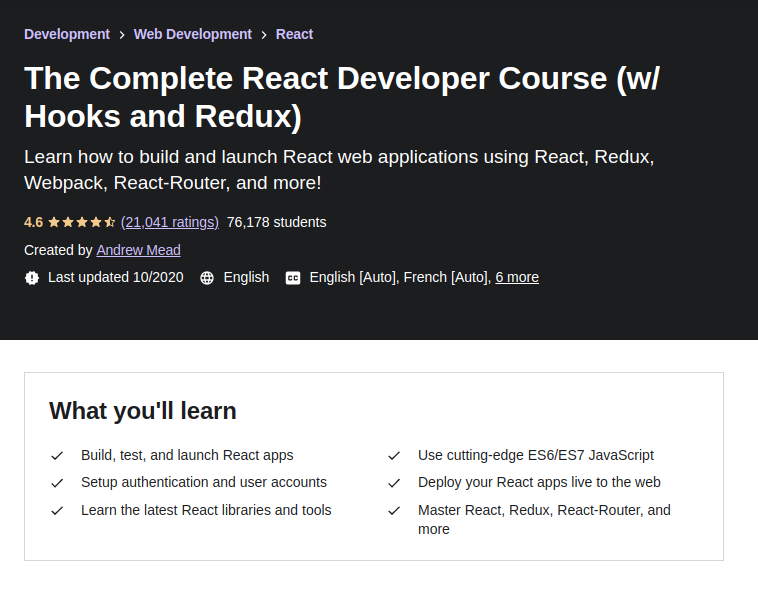 Development > Web Development > React
The Complete React Developer Course (w/
Hooks and Redux)
Learn how to build and launch React web applications using React, Redux,
Webpack, React-Router, and more!
4.6 (21,041 ratings) 76,178 students
Created by Andrew Mead
Last updated 10/2020 English CC English [Auto], French [Auto], 6 more
What you'll learn
Build, test, and launch React apps
Setup authentication and user accounts
Learn the latest React libraries and tools
Use cutting-edge ES6/ES7 JavaScript
Deploy your React apps live to the web
Master React, Redux, React-Router, and
more